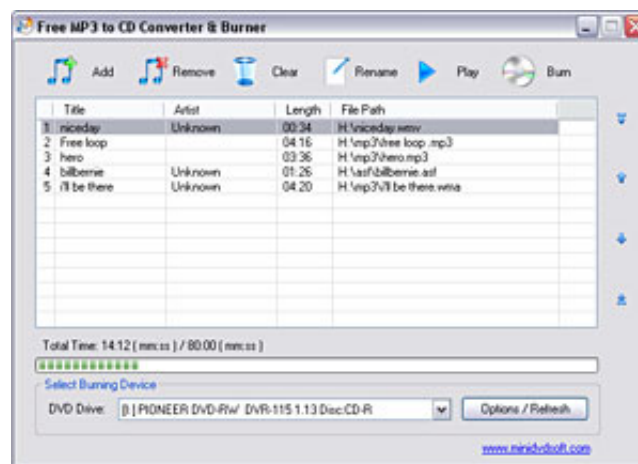 Free MP3 to CD Converter & Burner
Add Remove Clear Rename Play Burn
Title Artist Length File Path
1 niceday Unknown 00:34 H:\niceday.wmv
2 Free loop 04:16 H:\mp3\free loop .mp3
3 hero 03:36 H:\mp3\hero.mp3
4 billbernie Unknown 01:26 H:\asf\billbernie.asf
5 i'll be there Unknown 04:20 H:\mp3\i'll be there.wma
Total Time: 14:12 ( mm:ss ) / 80:00 ( mm:ss )
Select Burning Device
DVD Drive: PIONEER DVD-RW DVR-115 1.13 Disc:CD-R Options / Refresh
www.minidvdsoft.com